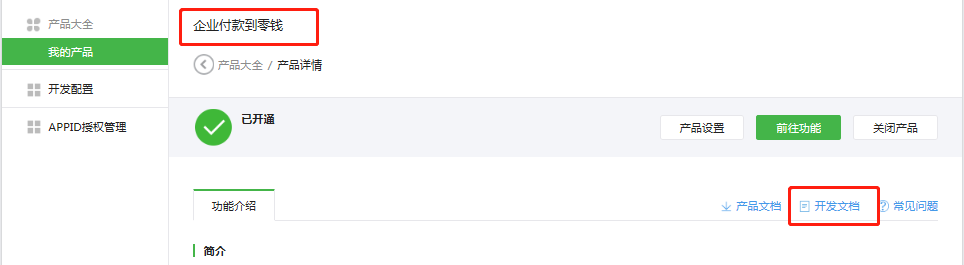 产品大全
我的产品
开发配置
APPID授权管理
企业付款到零钱
产品大全 / 产品详情
已开通
产品设置
前往功能
关闭产品
功能介绍
产品文档
开发文档
常见问题
简介